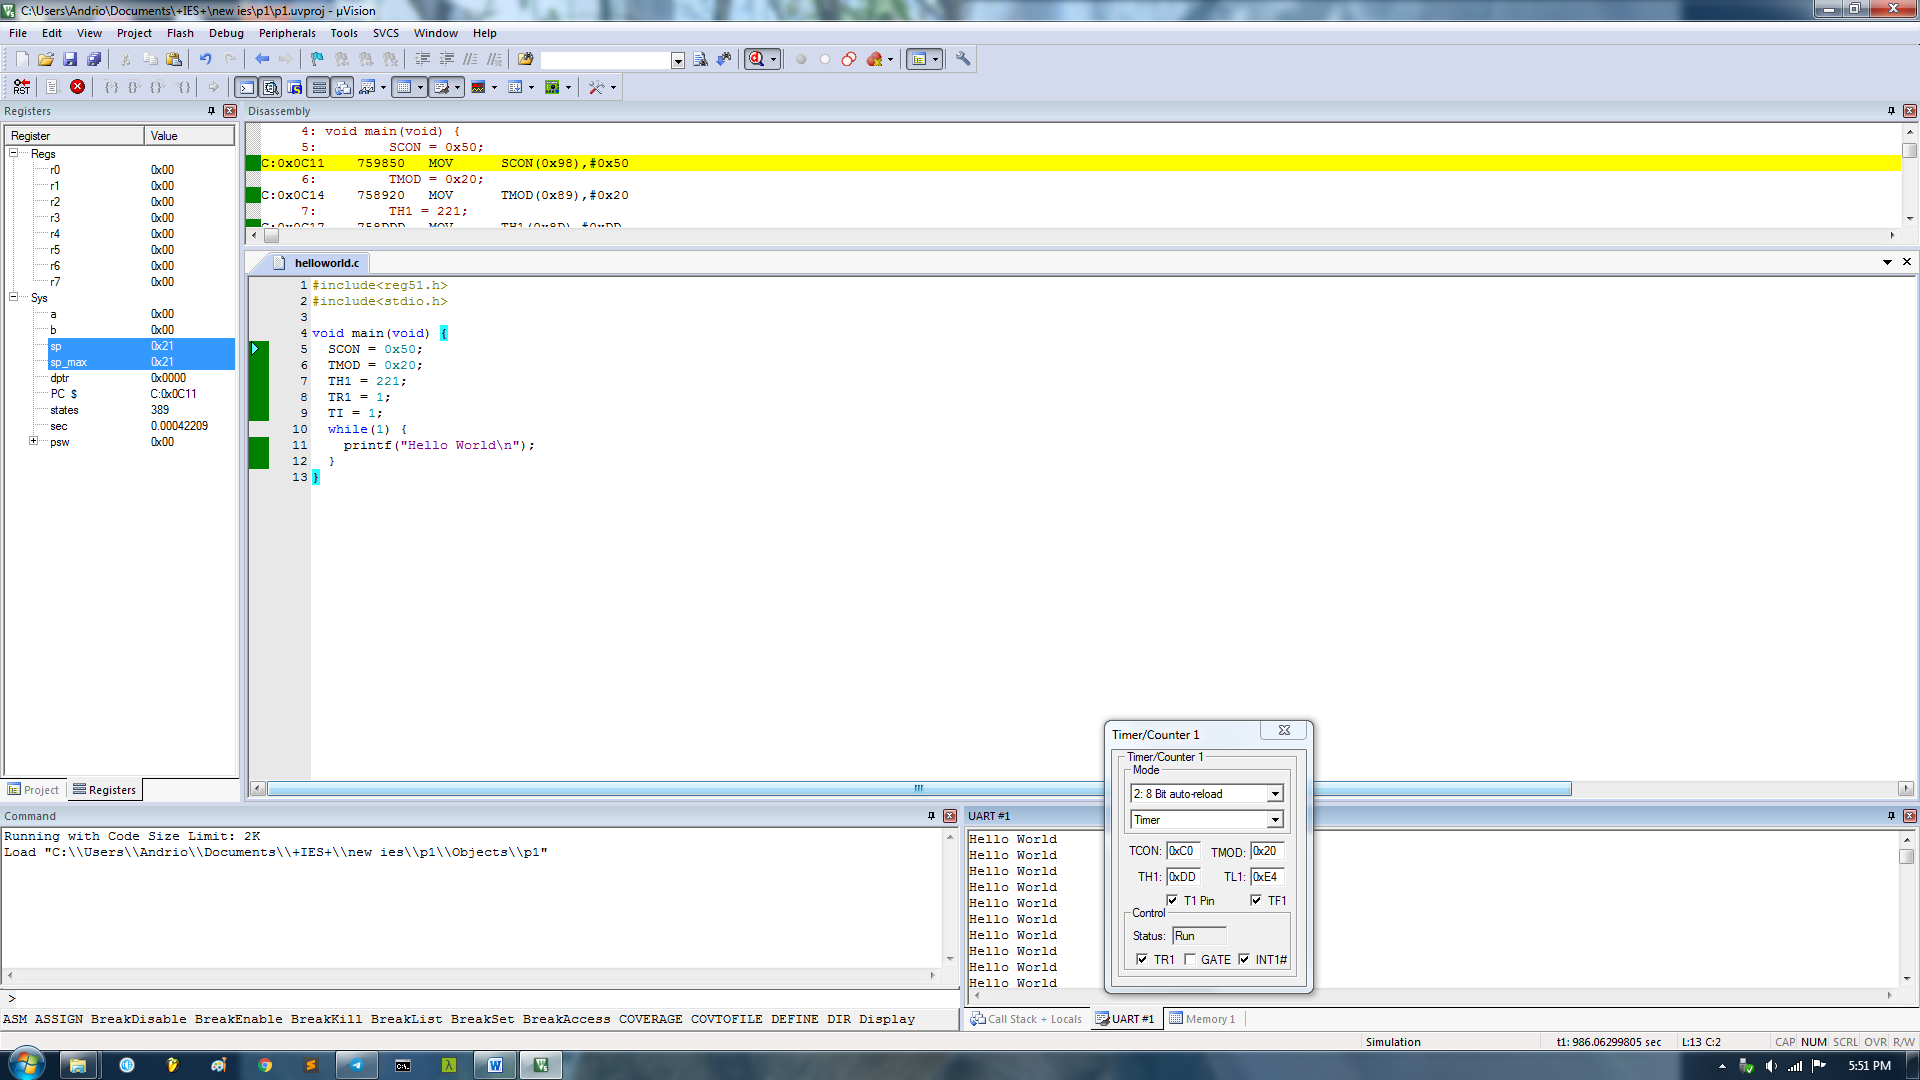 C:\Users\Andrio\Documents\+IES+\new ies\p1\p1.uvproj - µVision
File Edit View Project Flash Debug Peripherals Tools SVCS Window Help
Registers
Register Value
Regs
r0 0x00
r1 0x00
r2 0x00
r3 0x00
r4 0x00
r5 0x00
r6 0x00
r7 0x00
Sys
a 0x00
b 0x00
sp 0x21
sp_max 0x21
dptr 0x0000
PC $ C:0x0C11
states 389
sec 0.00042209
psw 0x00
Project Registers
Disassembly
4: void main(void) {
5: SCON = 0x50;
C:0x0C11 759850 MOV SCON(0x98),#0x50
6: TMOD = 0x20;
C:0x0C14 758920 MOV TMOD(0x89),#0x20
7: TH1 = 221;
C:0x0C17 758DDD MOV TH1(0x8D),#0xDD
helloworld.c
1 #include<reg51.h>
2 #include<stdio.h>
3
4 void main(void) {
5 SCON = 0x50;
6 TMOD = 0x20;
7 TH1 = 221;
8 TR1 = 1;
9 TI = 1;
10 while(1) {
11 printf("Hello World\n");
12 }
13 }
Timer/Counter 1
Timer/Counter 1
Mode
2: 8 Bit auto-reload
Timer
TCON: 0xC0 TMOD: 0x20
TH1: 0xDD TL1: 0xE4
T1 Pin TF1
Control
Status: Run
TR1 GATE INT1#
Command
Running with Code Size Limit: 2K
Load "C:\\Users\\Andrio\\Documents\\+IES+\\new ies\\p1\\Objects\\p1"
>
ASM ASSIGN BreakDisable BreakEnable BreakKill BreakList BreakSet BreakAccess COVERAGE COVTOFILE DEFINE DIR Display
UART #1
Hello World
Hello World
Hello World
Hello World
Hello World
Hello World
Hello World
Hello World
Hello World
Hello World
Call Stack + Locals UART #1 Memory 1
Simulation t1: 986.06299805 sec L:13 C:2 CAP NUM SCRL OVR R/W
5:51 PM